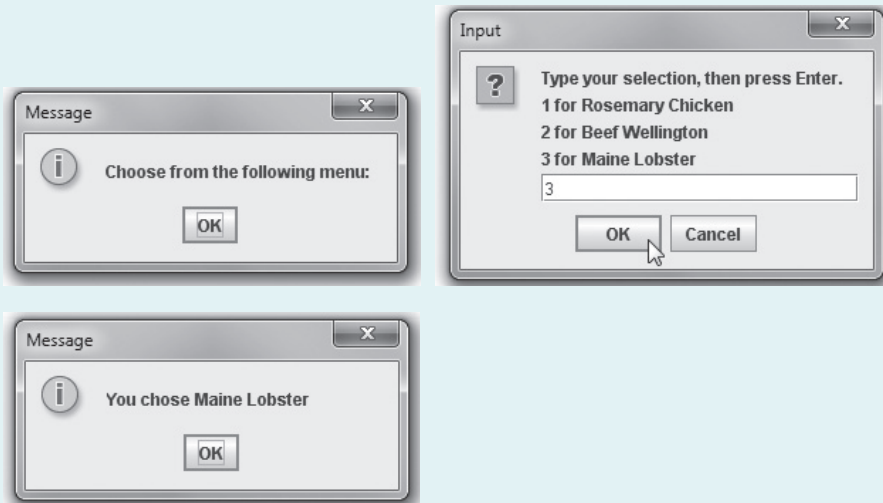 Message
X
i
Choose from the following menu:
OK
Input
X
?
Type your selection, then press Enter.
1 for Rosemary Chicken
2 for Beef Wellington
3 for Maine Lobster
3
OK
Cancel
Message
X
i
You chose Maine Lobster
OK